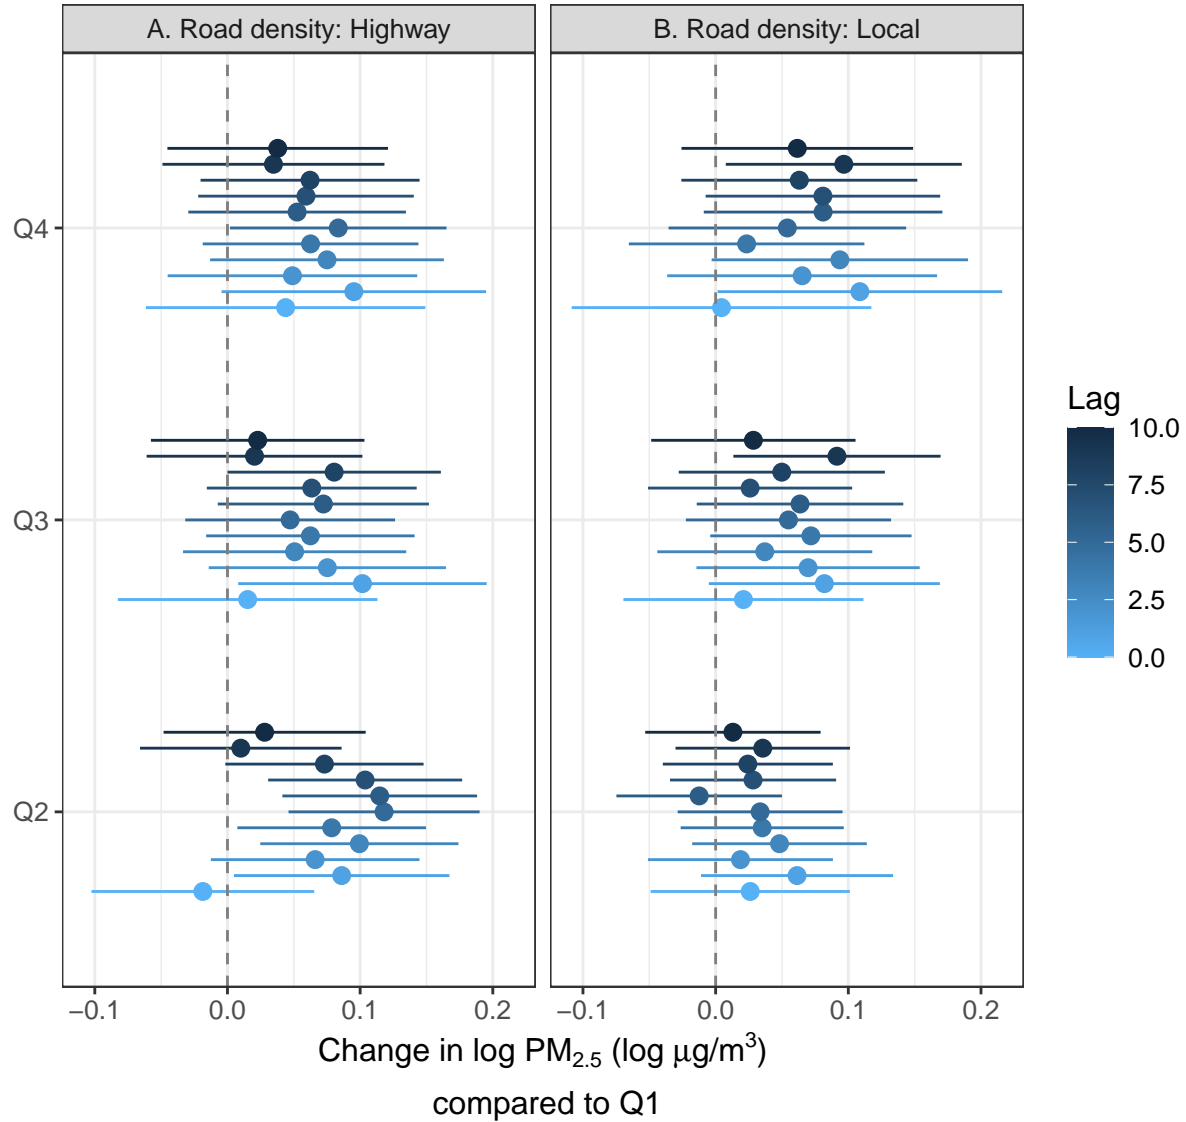 A. Road density: Highway
B. Road density: Local
Q4
Q3
Q2
−0.1 0.0 0.1 0.2
−0.1 0.0 0.1 0.2
Change in log PM₂.₅ (log μg/m³)
compared to Q1
Lag
10.0
7.5
5.0
2.5
0.0